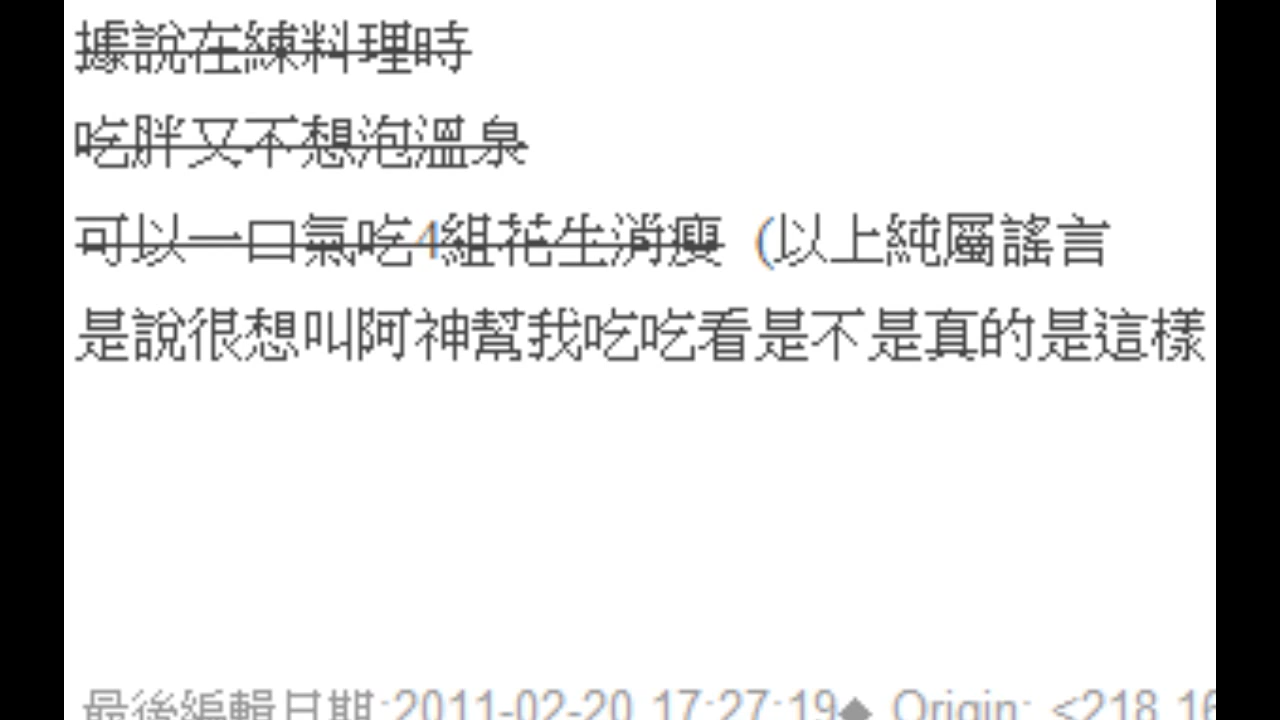 據說在練料理時
吃胖又不想泡溫泉
可以一口氣吃4組花生消瘦 (以上純屬謠言
是說很想叫阿神幫我吃吃看是不是真的是這樣
最後編輯日期:2011-02-20 17:27:19◆ Origin: <218.16